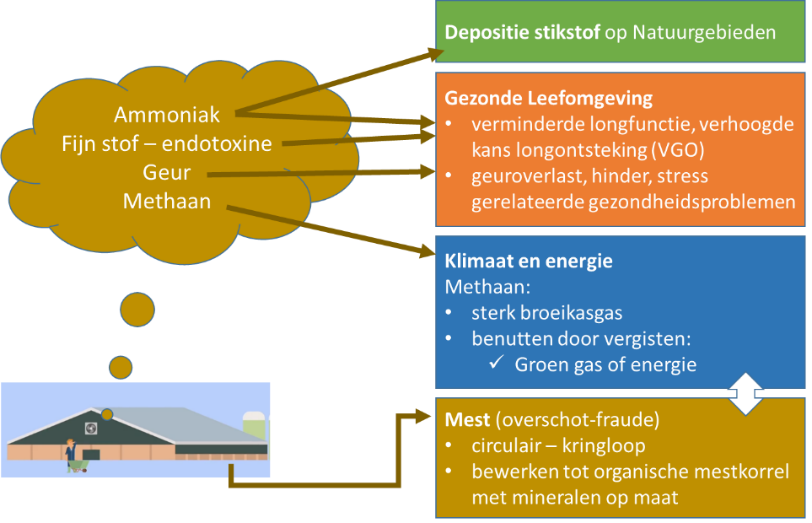 Ammoniak
Fijn stof – endotoxine
Geur
Methaan
Depositie stikstof op Natuurgebieden
Gezonde Leefomgeving
• verminderde longfunctie, verhoogde
kans longontsteking (VGO)
• geuroverlast, hinder, stress
gerelateerde gezondheidsproblemen
Klimaat en energie
Methaan:
• sterk broeikasgas
• benutten door vergisten:
✓ Groen gas of energie
Mest (overschot-fraude)
• circulair – kringloop
• bewerken tot organische mestkorrel
met mineralen op maat